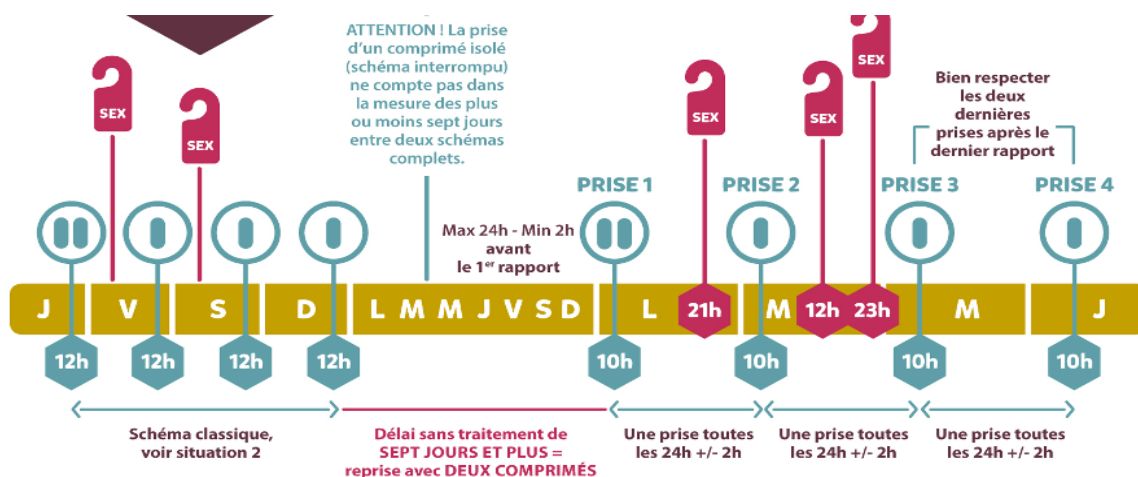 ATTENTION ! La prise
d'un comprimé isolé
(schéma interrompu)
ne compte pas dans
la mesure des plus
ou moins sept jours
entre deux schémas
complets.
SEX
SEX
SEX
SEX
SEX
Bien respecter
les deux
dernières
prises après le
dernier rapport
PRISE 1
PRISE 2
PRISE 3
PRISE 4
Max 24h - Min 2h
avant
le 1er rapport
J V S D L M M J V S D L 21h M 12h 23h M J
12h 12h 12h 12h 10h 10h 10h 10h
Schéma classique,
voir situation 2
Délai sans traitement de
SEPT JOURS ET PLUS =
reprise avec DEUX COMPRIMÉS
Une prise toutes
les 24h +/- 2h
Une prise toutes
les 24h +/- 2h
Une prise toutes
les 24h +/- 2h